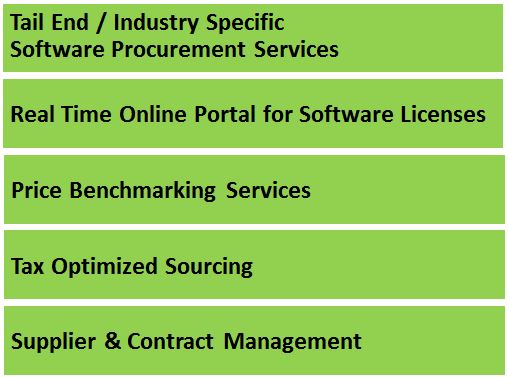 Tail End / Industry Specific
Software Procurement Services
Real Time Online Portal for Software Licenses
Price Benchmarking Services
Tax Optimized Sourcing
Supplier & Contract Management